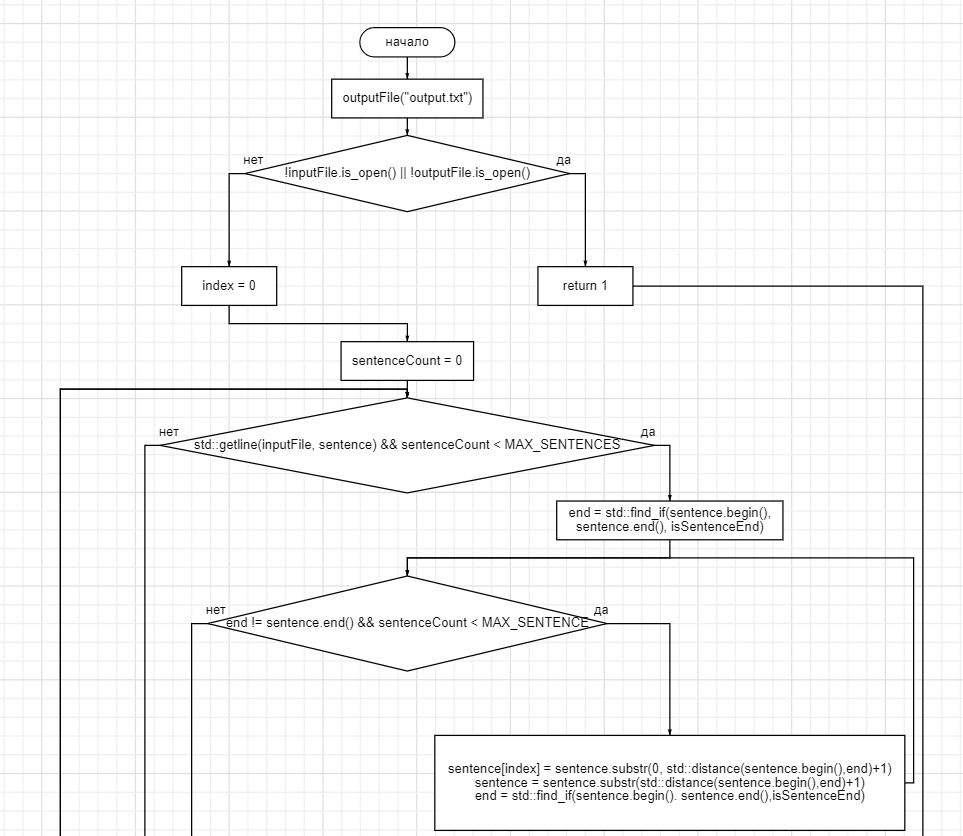 начало
outputFile("output.txt")
нет
да
!inputFile.is_open() || !outputFile.is_open()
index = 0
return 1
sentenceCount = 0
нет
да
std::getline(inputFile, sentence) && sentenceCount < MAX_SENTENCES
end = std::find_if(sentence.begin(),
sentence.end(), isSentenceEnd)
нет
да
end != sentence.end() && sentenceCount < MAX_SENTENCE
sentence[index] = sentence.substr(0, std::distance(sentence.begin(),end)+1)
sentence = sentence.substr(std::distance(sentence.begin(),end)+1)
end = std::find_if(sentence.begin(). sentence.end(),isSentenceEnd)